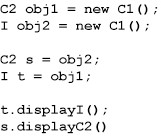 C2 obj1 = new C1();
I obj2 = new C1();
C2 s = obj2;
I t = obj1;
t.displayI();
s.displayC2()